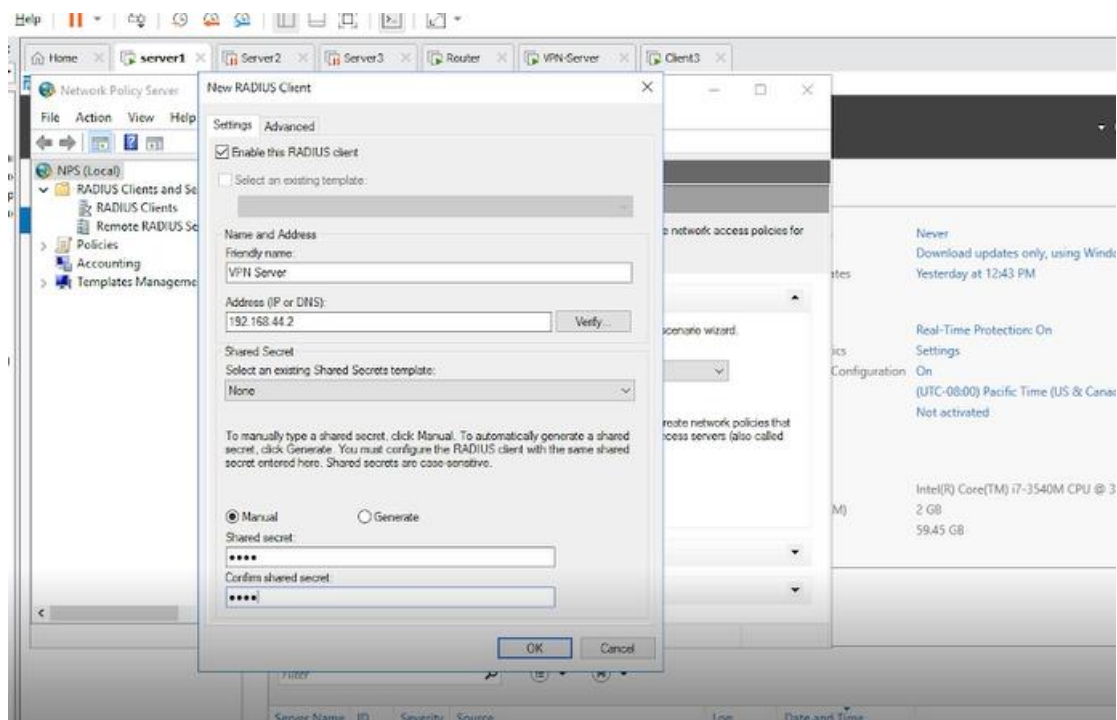 Help
Home
server1
Server2
Server3
Router
VPN-Server
Client3
Network Policy Server
File Action View Help
NPS (Local)
RADIUS Clients and Se
RADIUS Clients
Remote RADIUS Se
Policies
Accounting
Templates Manageme
New RADIUS Client
Settings
Advanced
Enable this RADIUS client
Select an existing template:
Name and Address
Friendly name:
VPN Server
Address (IP or DNS):
192.168.44.2
Verify...
Shared Secret
Select an existing Shared Secrets template:
None
To manually type a shared secret, click Manual. To automatically generate a shared
secret, click Generate. You must configure the RADIUS client with the same shared
secret entered here. Shared secrets are case-sensitive.
Manual
Generate
Shared secret:
Confirm shared secret:
OK
Cancel
network access policies for
scenario wizard.
network policies that
servers (also called
Never
Download updates only, using Windo
Yesterday at 12:43 PM
Real-Time Protection: On
Settings
Configuration On
(UTC-08:00) Pacific Time (US & Canad
Not activated
Intel(R) Core(TM) i7-3540M CPU @ 3
2 GB
59.45 GB
Filter
Server Name ID Severity Source Log Date and Time